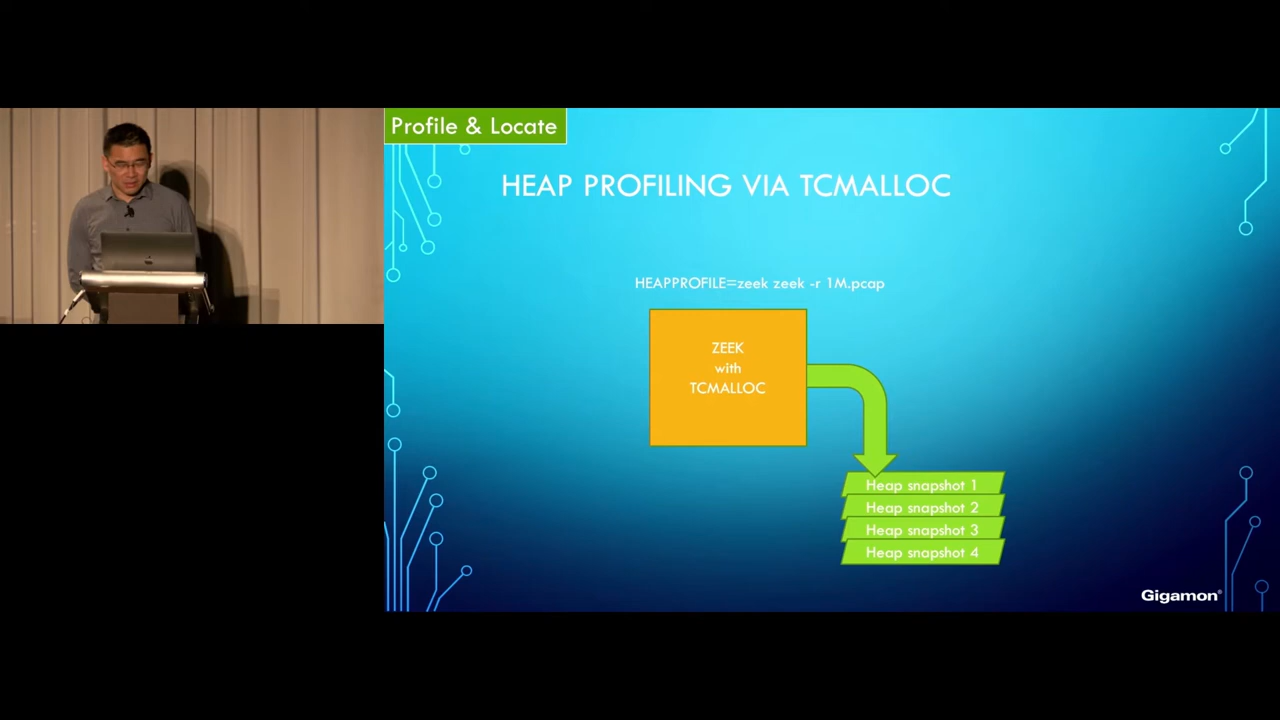 Profile & Locate
HEAP PROFILING VIA TCMALLOC
HEAPPROFILE=zeek zeek -r 1M.pcap
ZEEK
with
TCMALLOC
Heap snapshot 1
Heap snapshot 2
Heap snapshot 3
Heap snapshot 4
Gigamon®